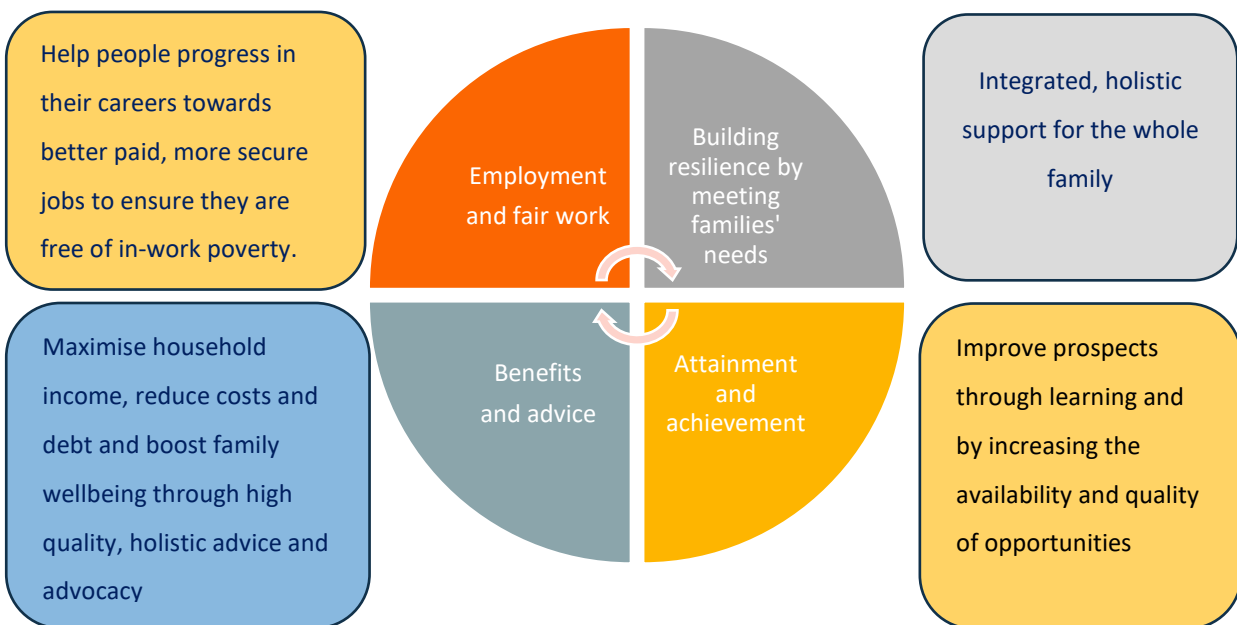 Help people progress in
their careers towards
better paid, more secure
jobs to ensure they are
free of in-work poverty.
Employment
and fair work
Building
resilience by
meeting
families'
needs
Integrated, holistic
support for the whole
family
Maximise household
income, reduce costs and
debt and boost family
wellbeing through high
quality, holistic advice and
advocacy
Benefits
and advice
Attainment
and
achievement
Improve prospects
through learning and
by increasing the
availability and quality
of opportunities